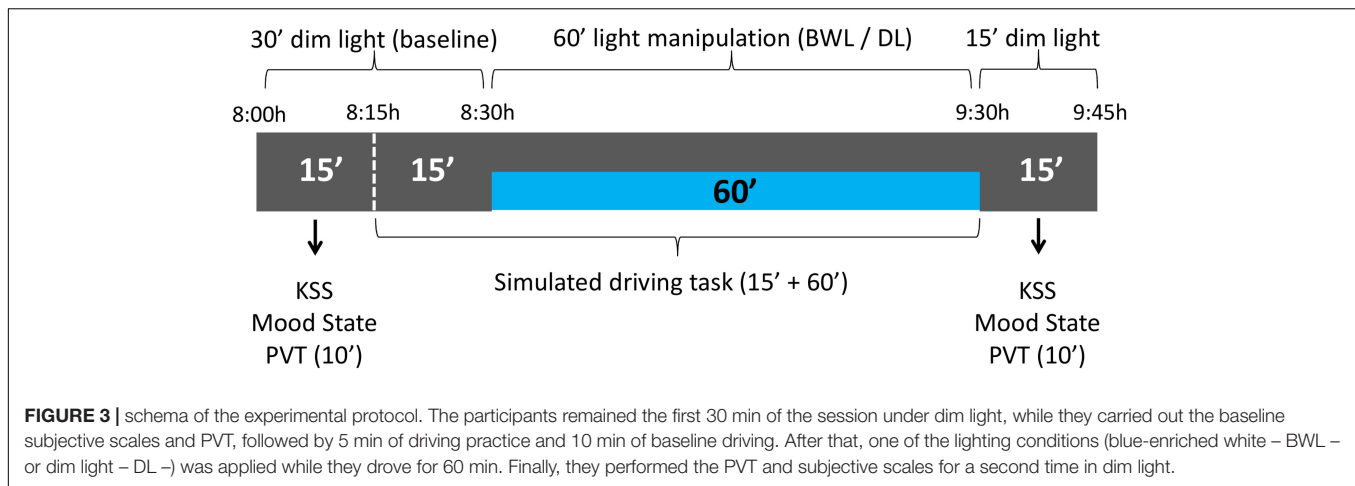 30’ dim light (baseline) 60’ light manipulation (BWL / DL) 15’ dim light
8:00h 8:15h 8:30h 9:30h 9:45h
15’ 15’ 60’ 15’
Simulated driving task (15’ + 60’)
KSS
Mood State
PVT (10’)
KSS
Mood State
PVT (10’)
FIGURE 3 | schema of the experimental protocol. The participants remained the first 30 min of the session under dim light, while they carried out the baseline
subjective scales and PVT, followed by 5 min of driving practice and 10 min of baseline driving. After that, one of the lighting conditions (blue-enriched white – BWL –
or dim light – DL –) was applied while they drove for 60 min. Finally, they performed the PVT and subjective scales for a second time in dim light.